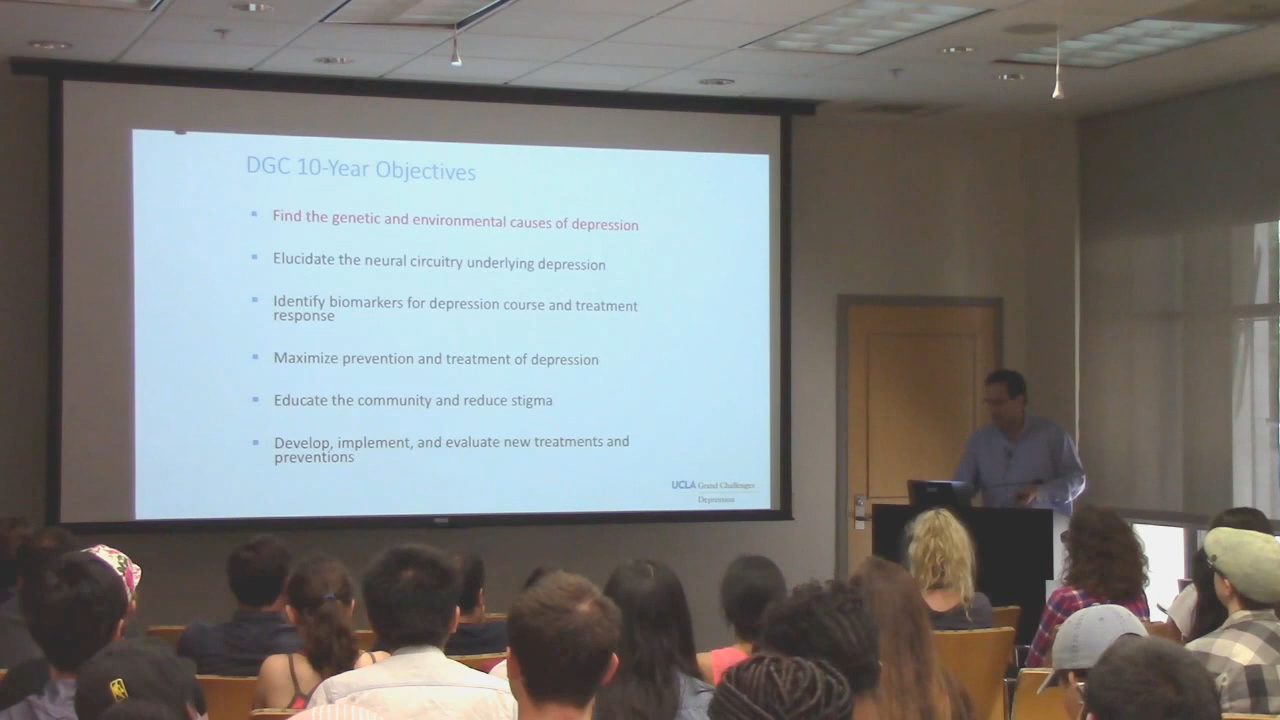 DGC 10-Year Objectives
Find the genetic and environmental causes of depression
Elucidate the neural circuitry underlying depression
Identify biomarkers for depression course and treatment
response
Maximize prevention and treatment of depression
Educate the community and reduce stigma
Develop, implement, and evaluate new treatments and
preventions
UCLA Grand Challenges
Depression